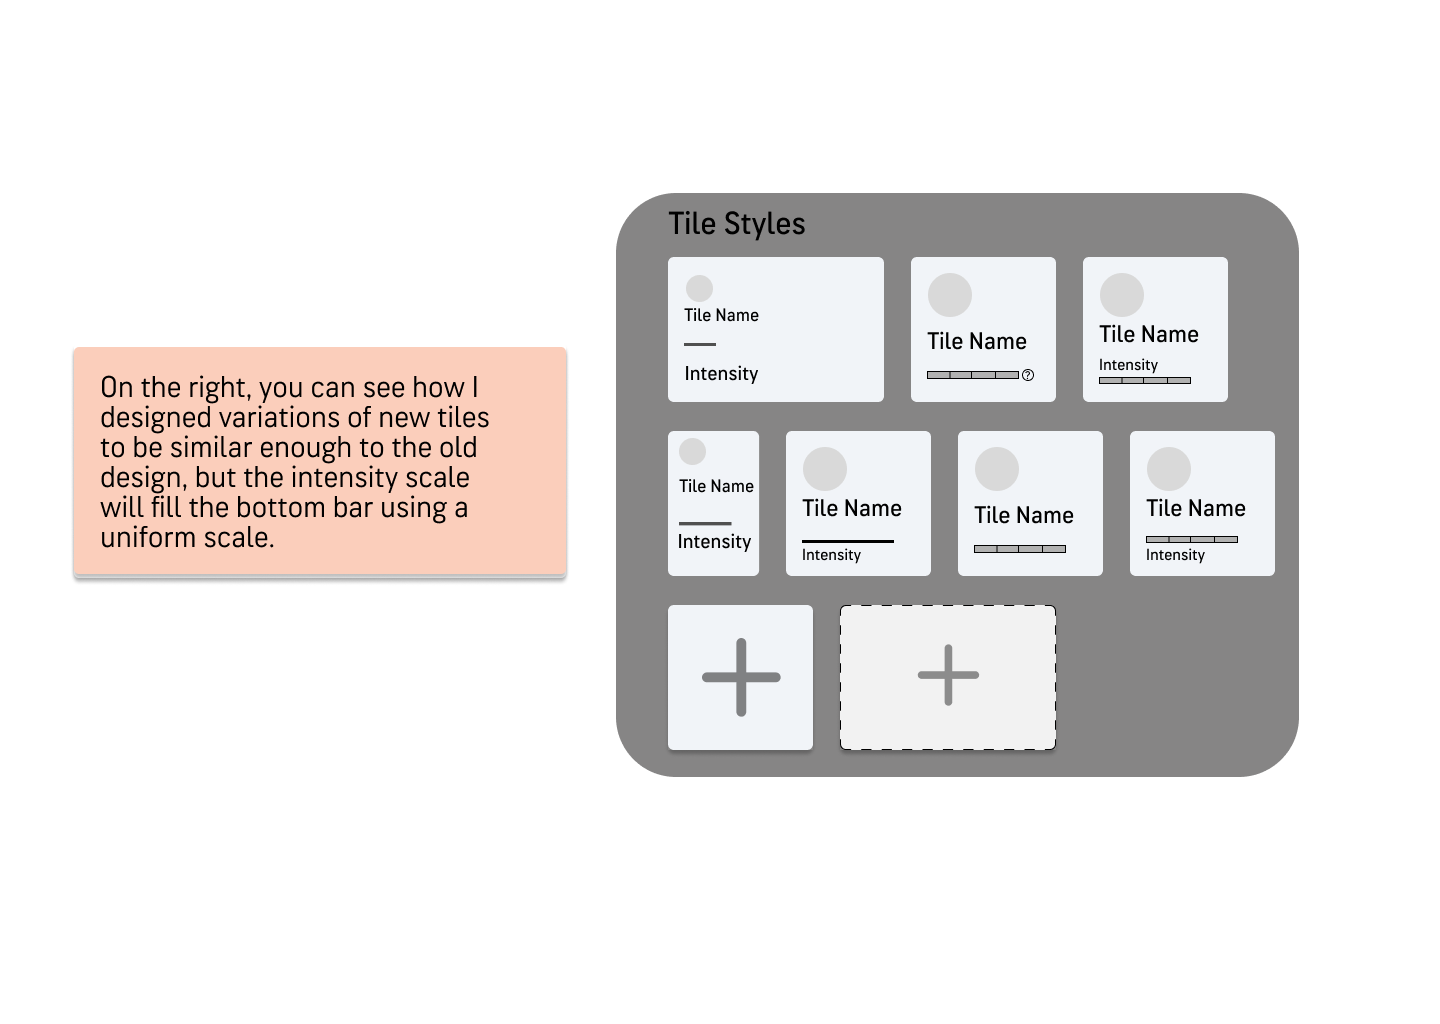 Tile Styles
Tile Name
Intensity
Tile Name
?
Tile Name
Intensity
On the right, you can see how I
designed variations of new tiles
to be similar enough to the old
design, but the intensity scale
will fill the bottom bar using a
uniform scale.
Tile Name
Intensity
Tile Name
Intensity
Tile Name
Tile Name
Intensity